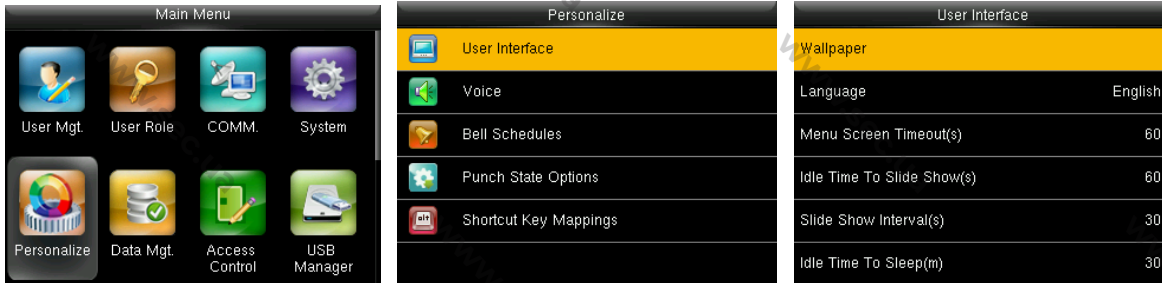 Main Menu
User Mgt.
User Role
COMM.
System
Personalize
Data Mgt.
Access
Control
USB
Manager
Personalize
User Interface
Voice
Bell Schedules
Punch State Options
alt
Shortcut Key Mappings
User Interface
Wallpaper
Language English
Menu Screen Timeout(s) 60
Idle Time To Slide Show(s) 60
Slide Show Interval(s) 30
Idle Time To Sleep(m) 30